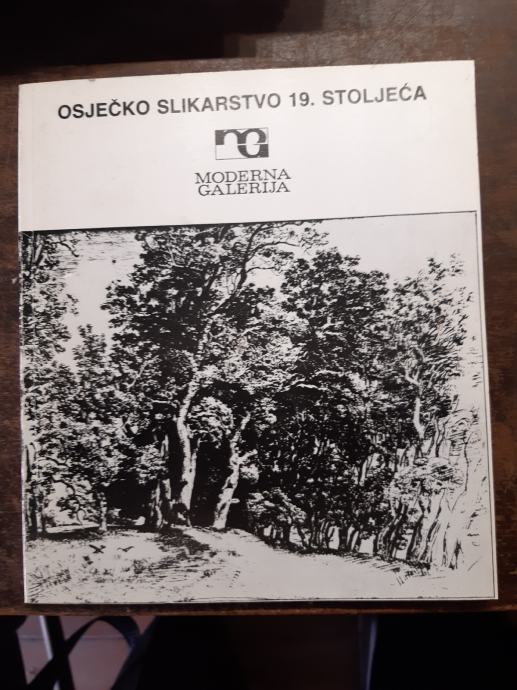 OSJEČKO SLIKARSTVO 19. STOLJEĆA
MODERNA
GALERIJA